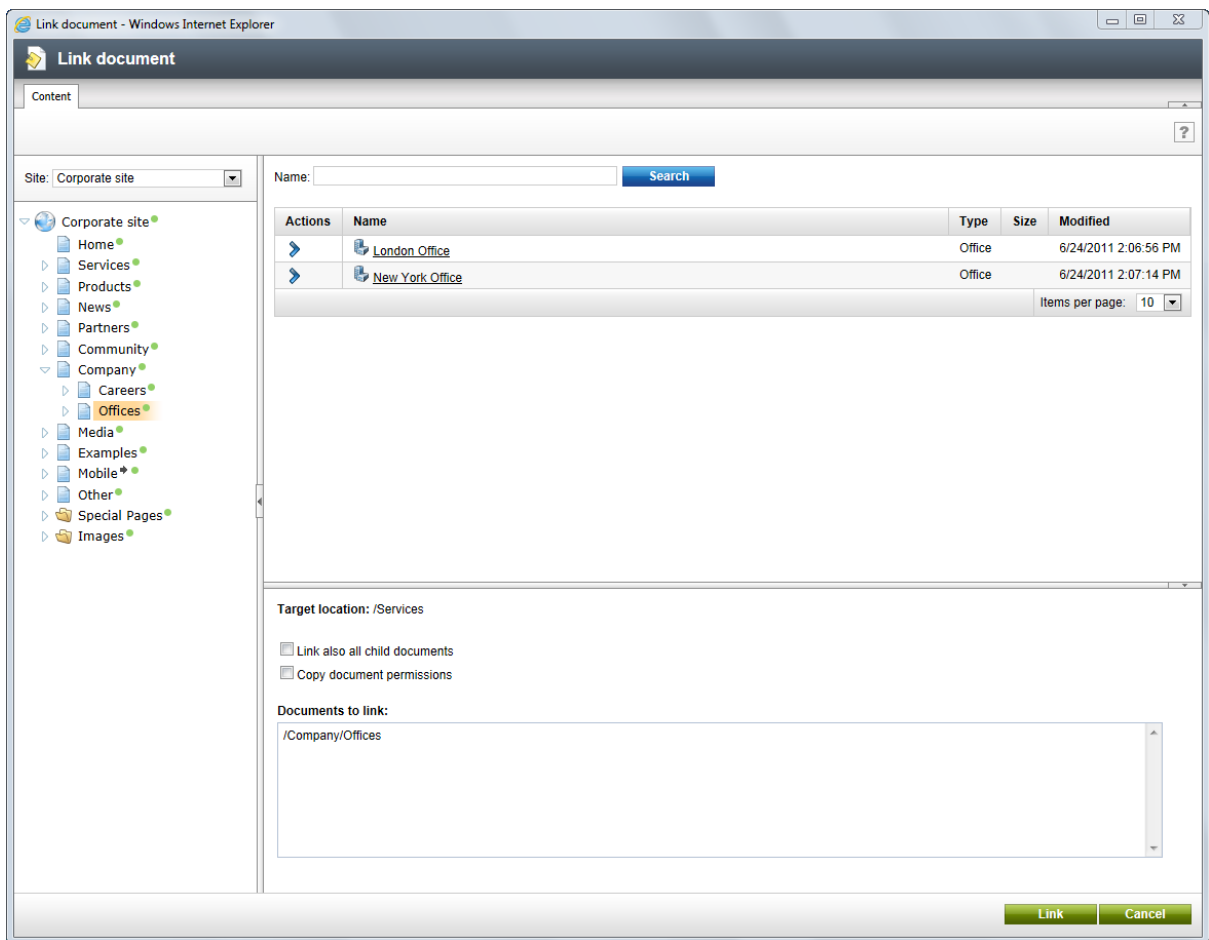 Link document - Windows Internet Explorer
Link document
Content
?
Site: Corporate site
Corporate site
Home
Services
Products
News
Partners
Community
Company
Careers
Offices
Media
Examples
Mobile
Other
Special Pages
Images
Name: Search
Actions Name Type Size Modified
London Office Office 6/24/2011 2:06:56 PM
New York Office Office 6/24/2011 2:07:14 PM
Items per page: 10
Target location: /Services
Link also all child documents
Copy document permissions
Documents to link:
/Company/Offices
Link Cancel